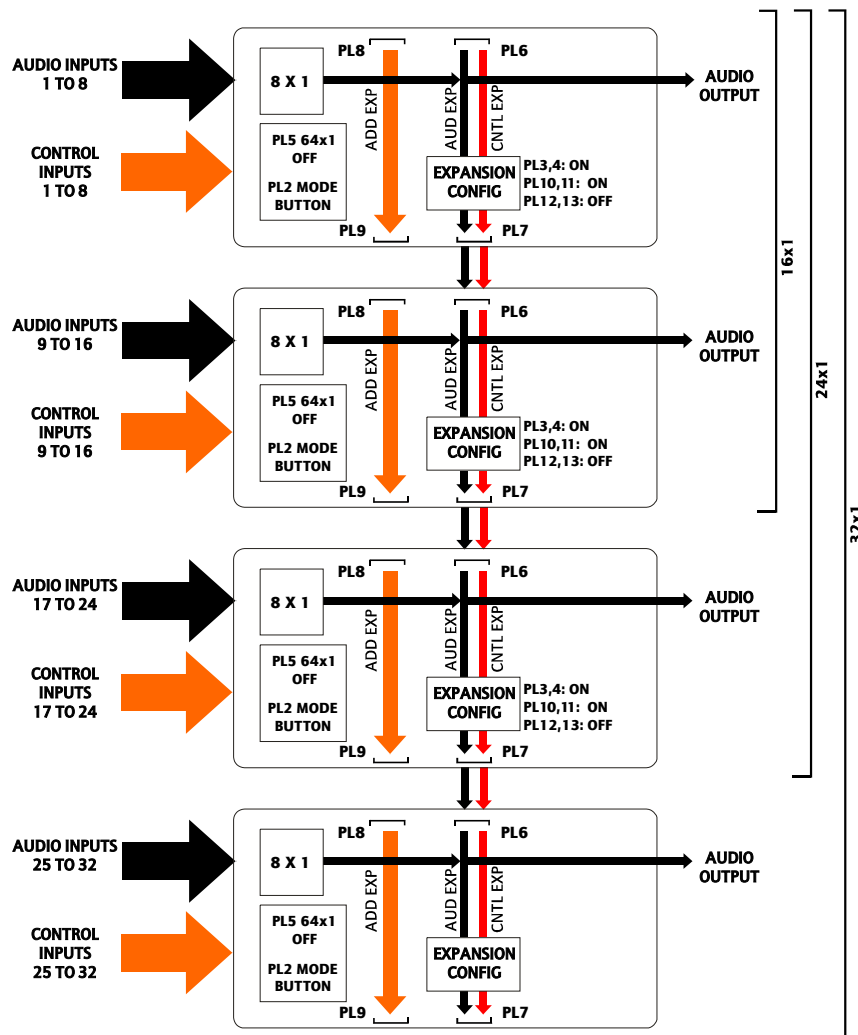 AUDIO INPUTS
1 TO 8
CONTROL
INPUTS
1 TO 8
8 X 1
PL5 64x1
OFF
PL2 MODE
BUTTON
PL8
ADD EXP
PL9
PL6
AUD EXP
CNTL EXP
EXPANSION
CONFIG
PL3,4: ON
PL10,11: ON
PL12,13: OFF
PL7
AUDIO
OUTPUT
AUDIO INPUTS
9 TO 16
CONTROL
INPUTS
9 TO 16
8 X 1
PL5 64x1
OFF
PL2 MODE
BUTTON
PL8
ADD EXP
PL9
PL6
AUD EXP
CNTL EXP
EXPANSION
CONFIG
PL3,4: ON
PL10,11: ON
PL12,13: OFF
PL7
AUDIO
OUTPUT
AUDIO INPUTS
17 TO 24
CONTROL
INPUTS
17 TO 24
8 X 1
PL5 64x1
OFF
PL2 MODE
BUTTON
PL8
ADD EXP
PL9
PL6
AUD EXP
CNTL EXP
EXPANSION
CONFIG
PL3,4: ON
PL10,11: ON
PL12,13: OFF
PL7
AUDIO
OUTPUT
AUDIO INPUTS
25 TO 32
CONTROL
INPUTS
25 TO 32
8 X 1
PL5 64x1
OFF
PL2 MODE
BUTTON
PL8
ADD EXP
PL9
PL6
AUD EXP
CNTL EXP
EXPANSION
CONFIG
PL7
AUDIO
OUTPUT
16x1
24x1
32x1